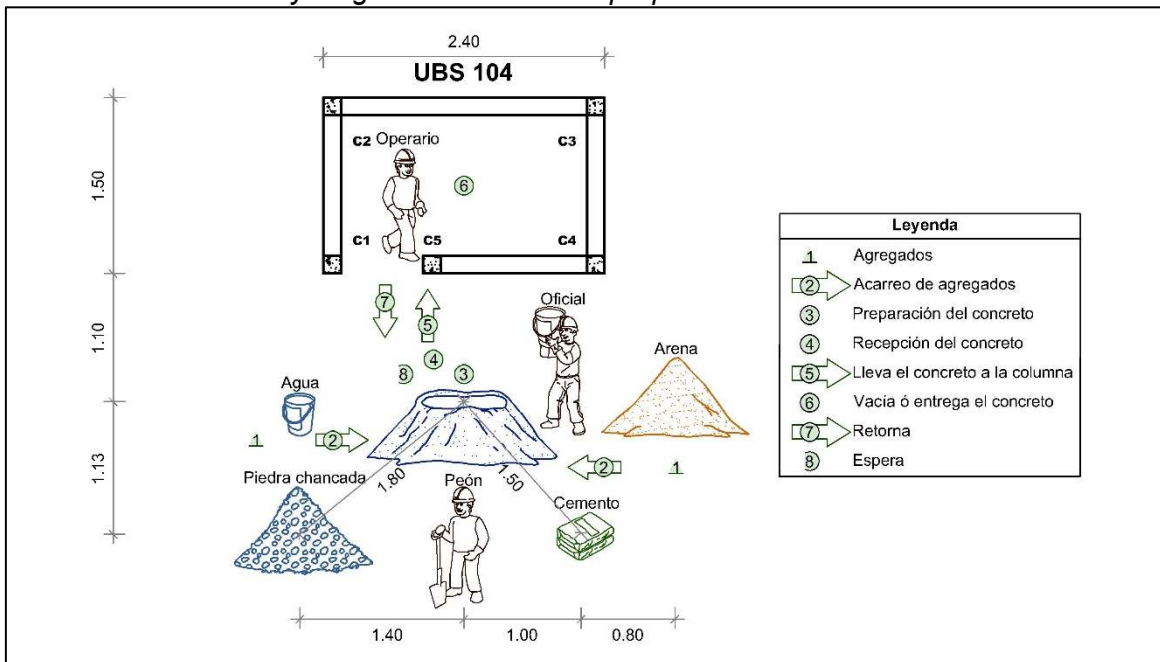 2.40
UBS 104
C2 Operario
C3
6
1.50
C1
C5
C4
7
5
Oficial
1.10
4
Arena
8
3
Agua
1
2
1.13
1.80
1.50
2
1
Piedra chancada
Peón
Cemento
1.40
1.00
0.80
Leyenda
1 Agregados
2 Acarreo de agregados
3 Preparación del concreto
4 Recepción del concreto
5 Lleva el concreto a la columna
6 Vacía ó entrega el concreto
7 Retorna
8 Espera